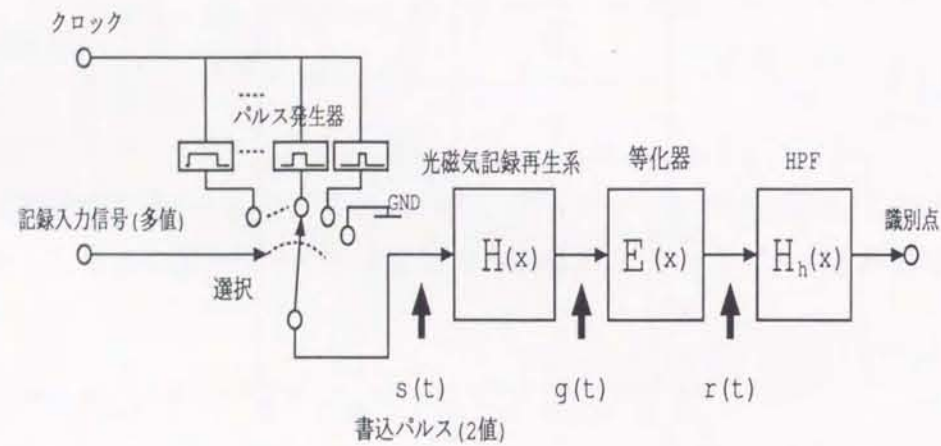 クロック
パルス発生器
光磁気記録再生系
等化器
HPF
GND
記録入力信号(多値)
識別点
選択
H(x)
E(x)
Hh(x)
s(t)
g(t)
r(t)
書込パルス(2値)